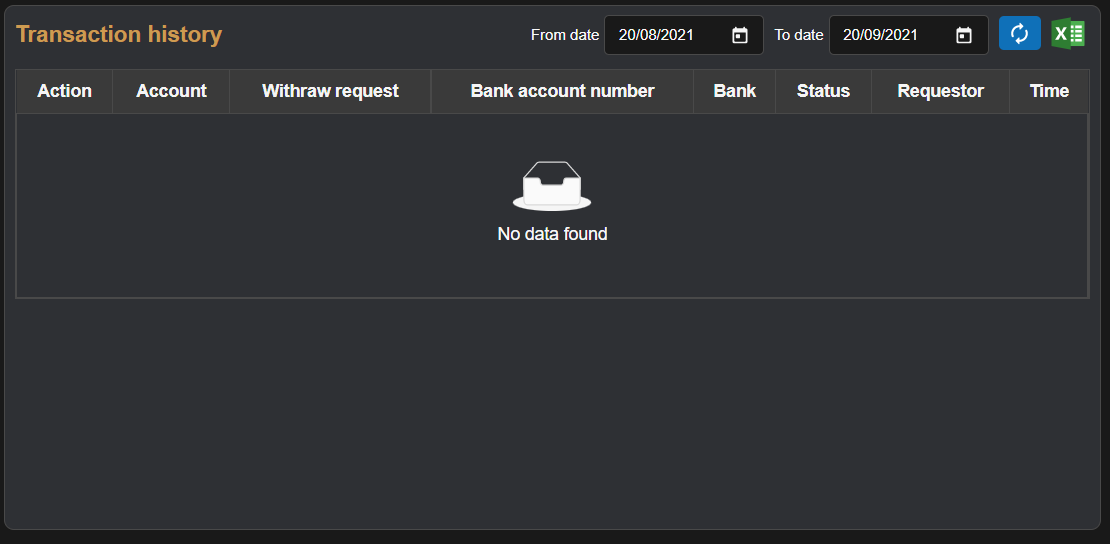 Transaction history
From date 20/08/2021 To date 20/09/2021
X
Action Account Withraw request Bank account number Bank Status Requestor Time
No data found